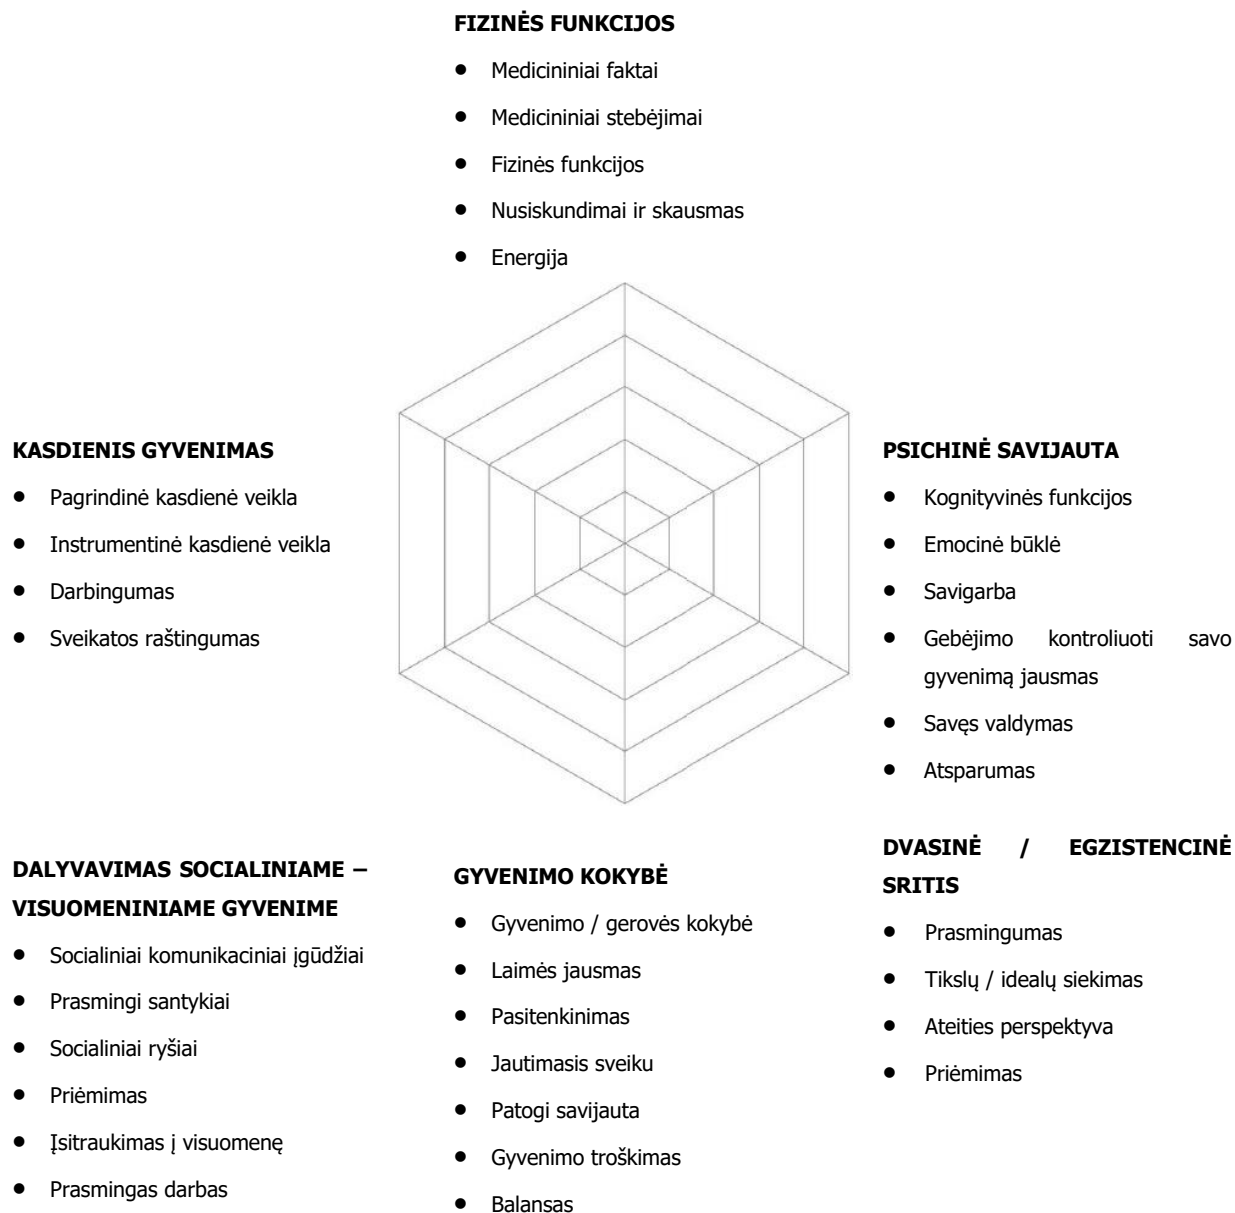 FIZINĖS FUNKCIJOS
Medicininiai faktai
Medicininiai stebėjimai
Fizinės funkcijos
Nusiskundimai ir skausmas
Energija
KASDIENIS GYVENIMAS
Pagrindinė kasdienė veikla
Instrumentinė kasdienė veikla
Darbingumas
Sveikatos raštingumas
PSICHINĖ SAVIJAUTA
Kognityvinės funkcijos
Emocinė būklė
Savigarba
Gebėjimo kontroliuoti savo
gyvenimą jausmas
Savęs valdymas
Atsparumas
DALYVAVIMAS SOCIALINIAME –
VISUOMENINIAME GYVENIME
Socialiniai komunikaciniai įgūdžiai
Prasmingi santykiai
Socialiniai ryšiai
Priėmimas
Įsitraukimas į visuomenę
Prasmingas darbas
GYVENIMO KOKYBĖ
Gyvenimo / gerovės kokybė
Laimės jausmas
Pasitenkinimas
Jautimasis sveiku
Patogi savijauta
Gyvenimo troškimas
Balansas
DVASINĖ / EGZISTENCINĖ
SRITIS
Prasmingumas
Tikslų / idealų siekimas
Ateities perspektyva
Priėmimas